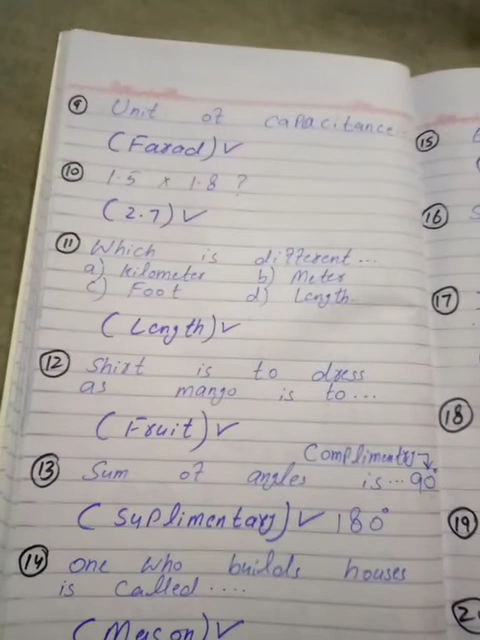 9 Unit of capacitance
(Farad) ✓
10 1.5 x 1.8 ?
(2.7) ✓
11 Which is different...
a) Kilometer b) Meter
c) Foot d) Length
(Length) ✓
12 Shirt is to dress
as mango is to...
(Fruit) ✓
Complimentry
13 Sum of angles is...90°
(Suplimentary) ✓ 180°
14 one who builds houses
is called....
(Mason) ✓
15
16
17
18
19